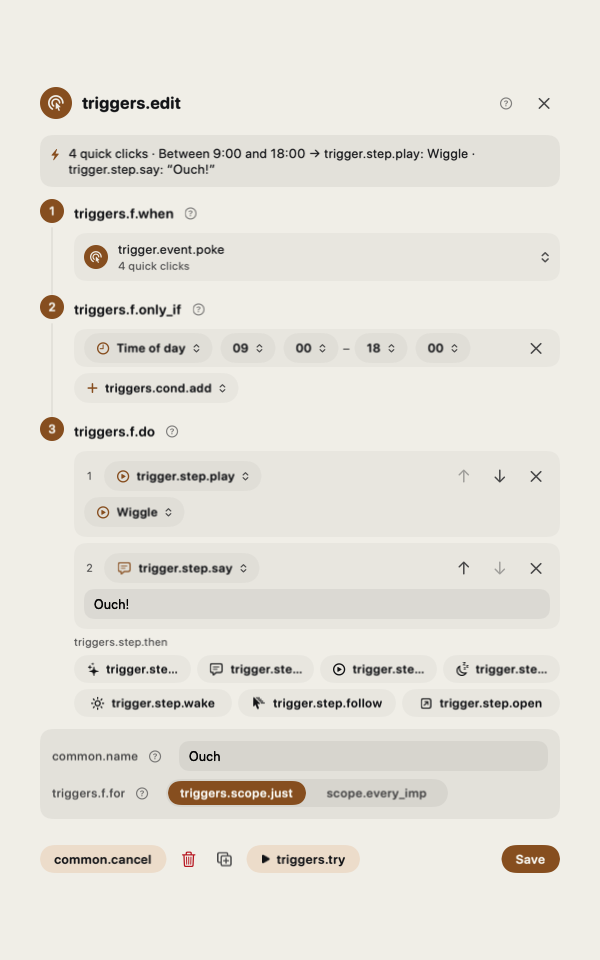 triggers.edit
4 quick clicks · Between 9:00 and 18:00 → trigger.step.play: Wiggle ·
trigger.step.say: “Ouch!”
1 triggers.f.when
trigger.event.poke
4 quick clicks
2 triggers.f.only_if
Time of day 09 00 – 18 00
+ triggers.cond.add
3 triggers.f.do
1 trigger.step.play
Wiggle
2 trigger.step.say
Ouch!
triggers.step.then
trigger.ste... trigger.ste... trigger.ste... trigger.ste...
trigger.step.wake trigger.step.follow trigger.step.open
common.name Ouch
triggers.f.for triggers.scope.just scope.every_imp
common.cancel triggers.try Save